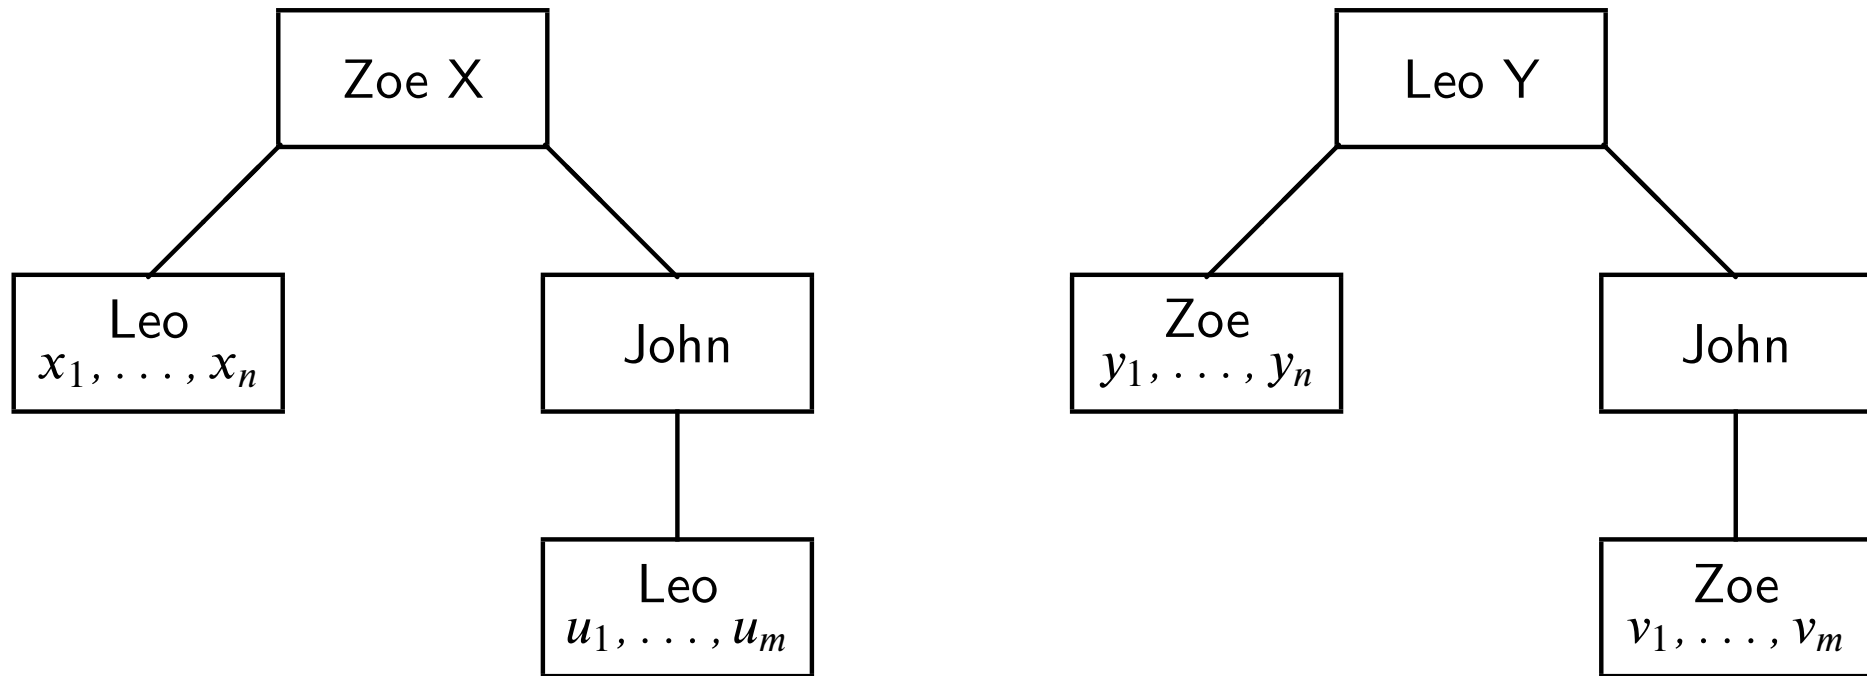 Zoe X
Leo
x₁, . . . , xₙ
John
Leo
u₁, . . . , uₘ
Leo Y
Zoe
y₁, . . . , yₙ
John
Zoe
v₁, . . . , vₘ